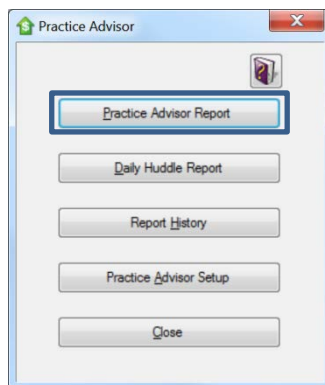 Practice Advisor
Practice Advisor Report
Daily Huddle Report
Report History
Practice Advisor Setup
Close